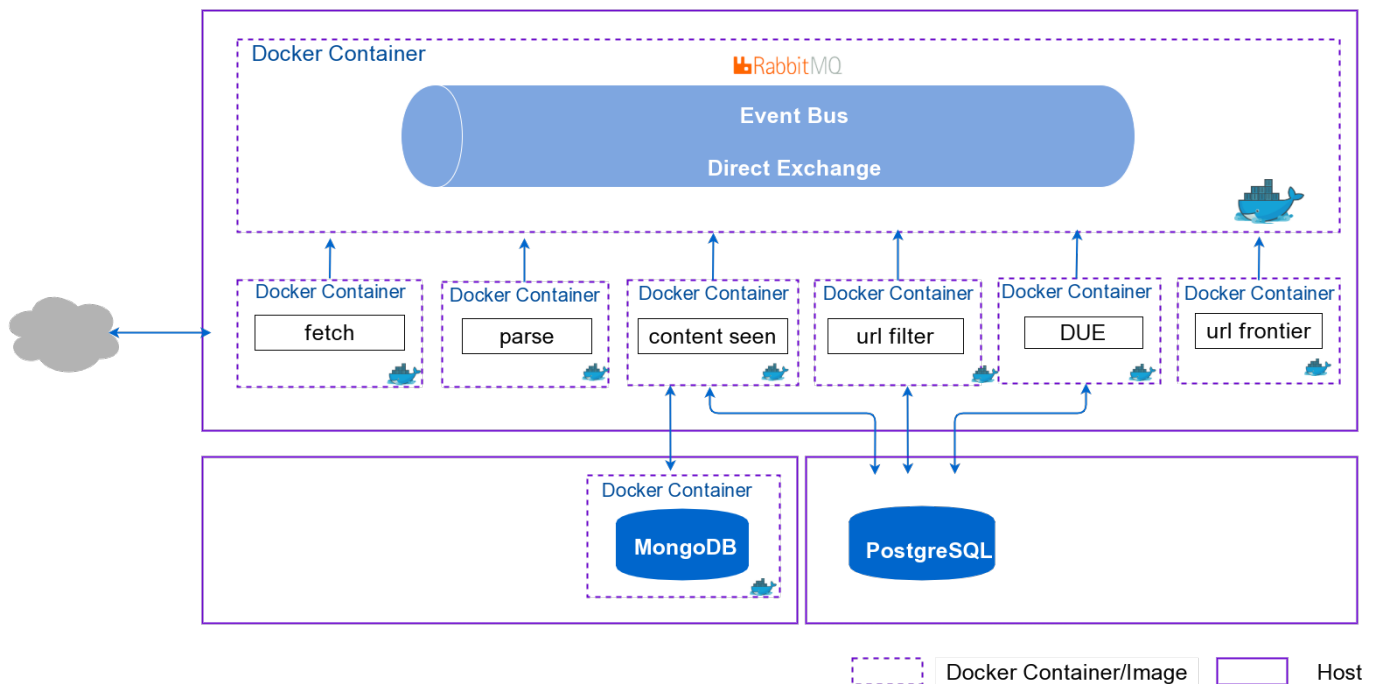 Docker Container
RabbitMQ
Event Bus
Direct Exchange
Docker Container
fetch
Docker Container
parse
Docker Container
content seen
Docker Container
url filter
Docker Container
DUE
Docker Container
url frontier
Docker Container
MongoDB
PostgreSQL
Docker Container/Image
Host